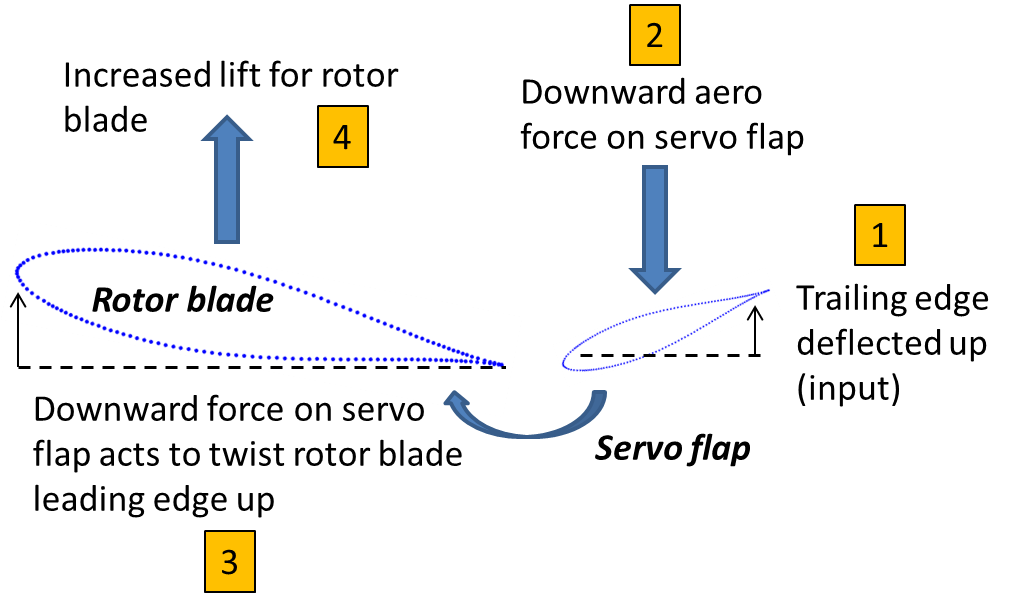 1
Trailing edge
deflected up
(input)
2
Downward aero
force on servo flap
Servo flap
3
Downward force on servo
flap acts to twist rotor blade
leading edge up
4
Increased lift for rotor
blade
Rotor blade